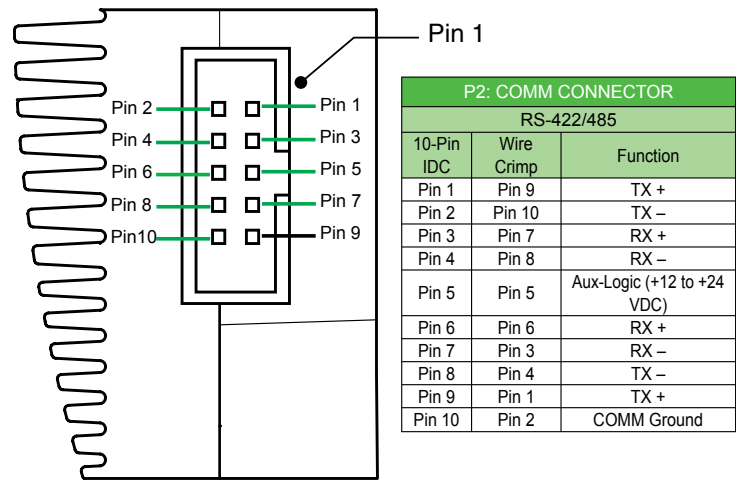 Pin 1
Pin 2 Pin 1
Pin 4 Pin 3
Pin 6 Pin 5
Pin 8 Pin 7
Pin10 Pin 9
P2: COMM CONNECTOR
RS-422/485
10-Pin IDC Wire Crimp Function
Pin 1 Pin 9 TX +
Pin 2 Pin 10 TX –
Pin 3 Pin 7 RX +
Pin 4 Pin 8 RX –
Pin 5 Pin 5 Aux-Logic (+12 to +24 VDC)
Pin 6 Pin 6 RX +
Pin 7 Pin 3 RX –
Pin 8 Pin 4 TX –
Pin 9 Pin 1 TX +
Pin 10 Pin 2 COMM Ground